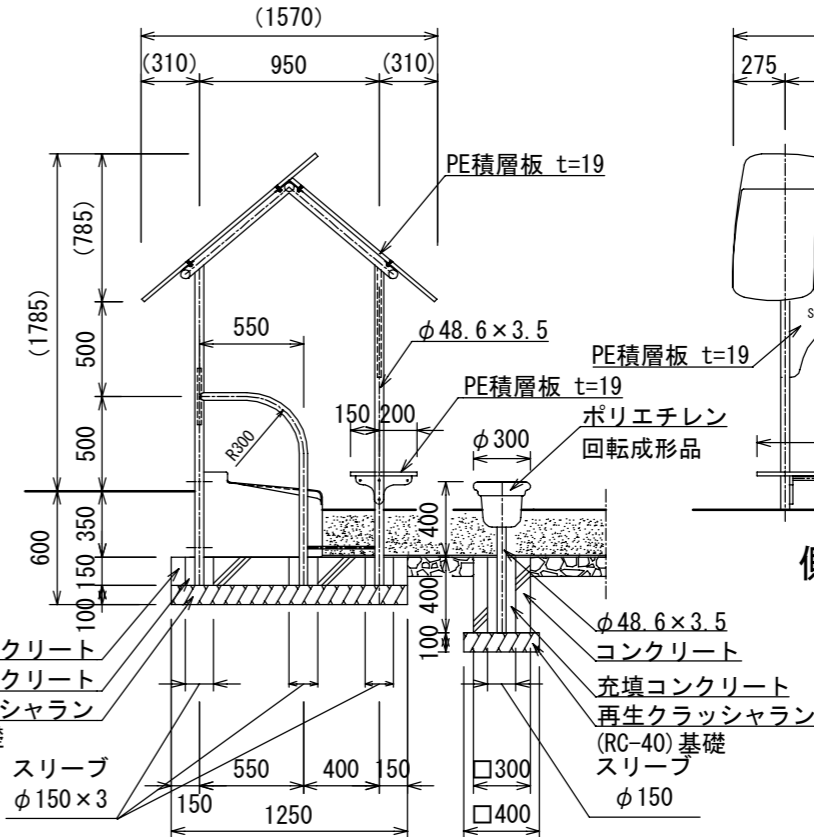 (1570)
(310)
950
(310)
275
PE積層板 t=19
(785)
(1785)
500
550
φ48.6×3.5
PE積層板 t=19
PE積層板 t=19
150
200
ポリエチレン
回転成形品
φ300
R300
500
350
600
150
100
400
400
100
φ48.6×3.5
コンクリート
充填コンクリート
再生クラッシャラン
(RC-40)基礎
スリーブ
φ150
クリート
クリート
シャラン
スリーブ
φ150×3
550
400
150
150
1250
□300
□400